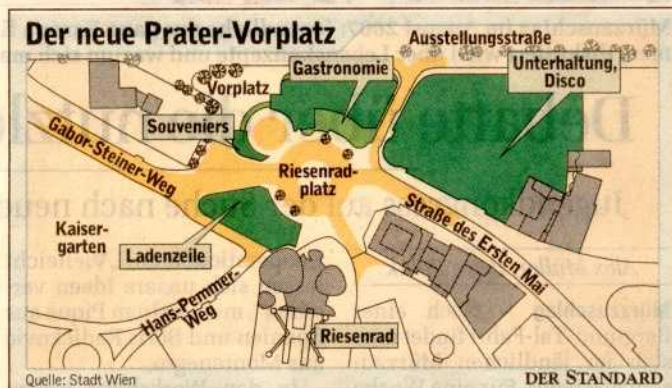 Der neue Prater-Vorplatz
Ausstellungsstraße
Gastronomie
Unterhaltung,
Disco
Vorplatz
Souveniers
Gabor-Steiner-Weg
Riesenrad-
platz
Straße des Ersten Mai
Kaiser-
garten
Ladenzeile
Hans-Pemmer-
Weg
Riesenrad
Quelle: Stadt Wien
DER STANDARD